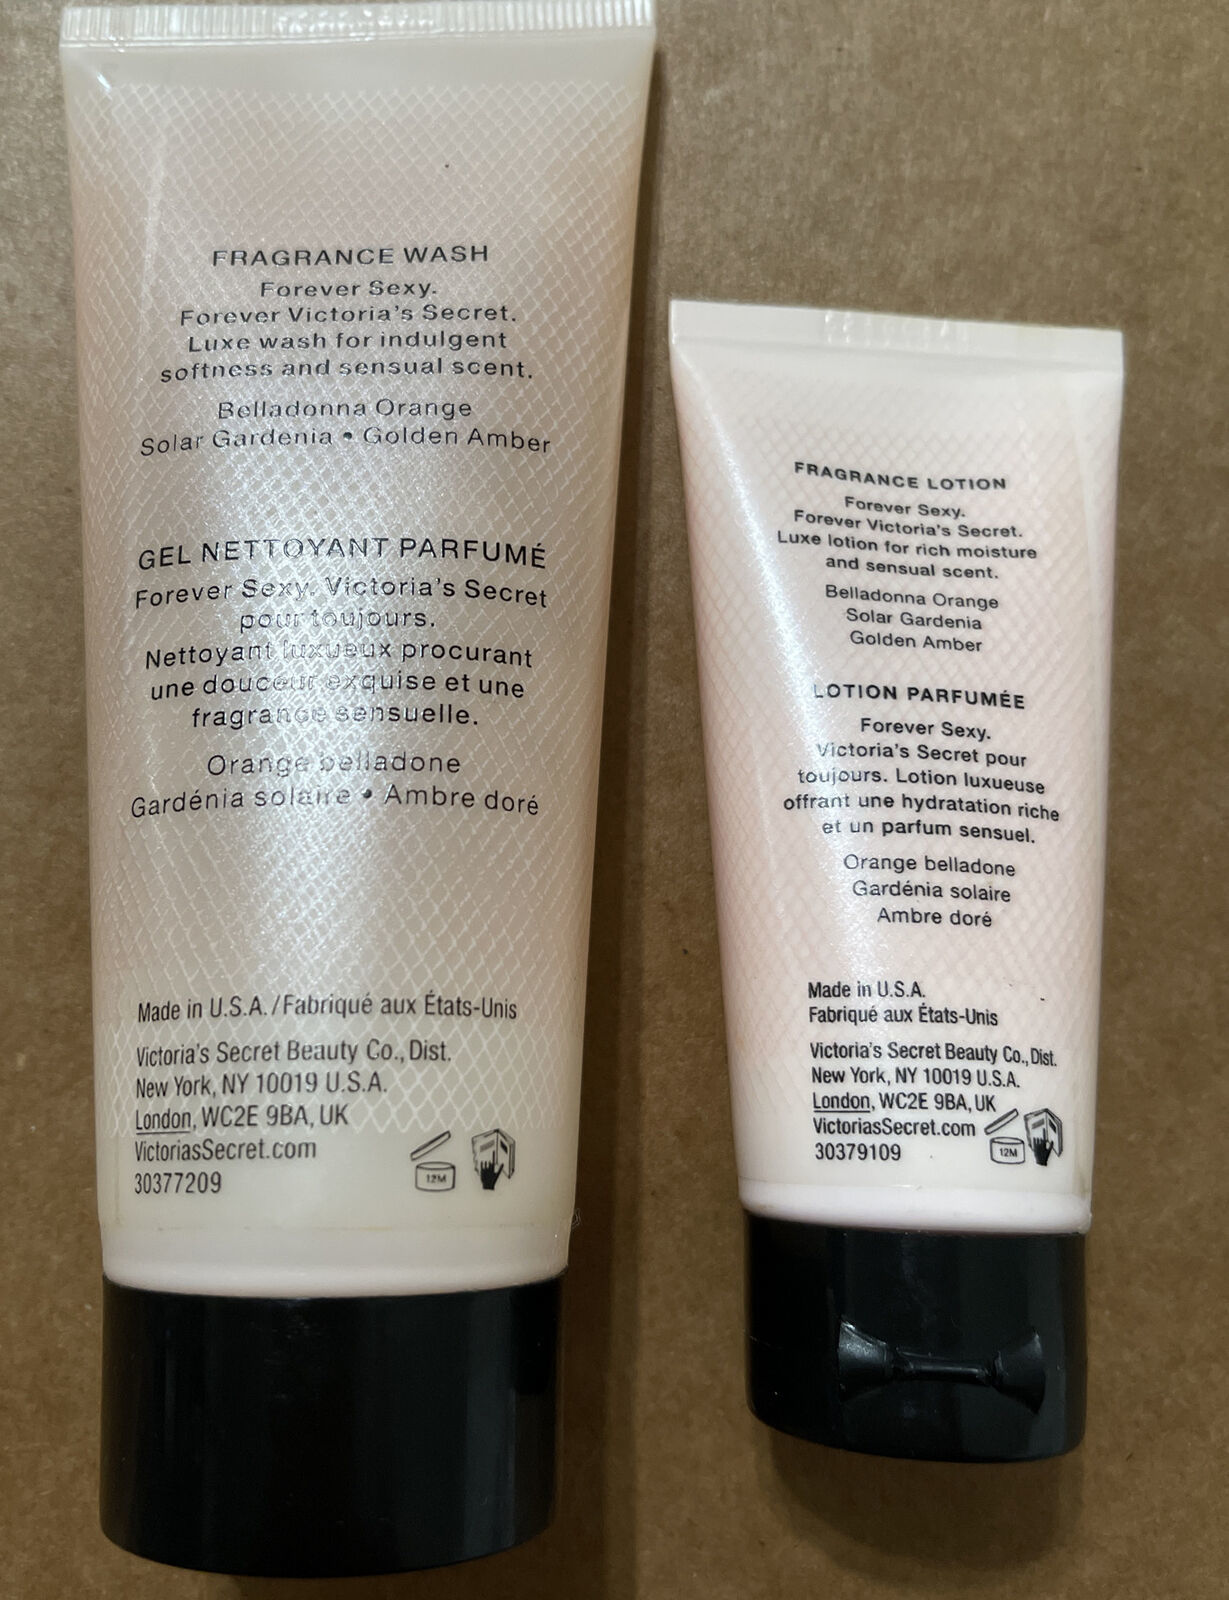 FRAGRANCE WASH
Forever Sexy.
Forever Victoria's Secret.
Luxe wash for indulgent
softness and sensual scent.
Belladonna Orange
Solar Gardenia • Golden Amber
GEL NETTOYANT PARFUMÉ
Forever Sexy. Victoria's Secret
pour toujours.
Nettoyant luxueux procurant
une douceur exquise et une
fragrance sensuelle.
Orange belladone
Gardénia solaire • Ambre doré
Made in U.S.A./Fabriqué aux États-Unis
Victoria's Secret Beauty Co., Dist.
New York, NY 10019 U.S.A.
London, WC2E 9BA, UK
VictoriasSecret.com
30377209
12M
FRAGRANCE LOTION
Forever Sexy.
Forever Victoria's Secret.
Luxe lotion for rich moisture
and sensual scent.
Belladonna Orange
Solar Gardenia
Golden Amber
LOTION PARFUMÉE
Forever Sexy.
Victoria's Secret pour
toujours. Lotion luxueuse
offrant une hydratation riche
et un parfum sensuel.
Orange belladone
Gardénia solaire
Ambre doré
Made in U.S.A.
Fabriqué aux États-Unis
Victoria's Secret Beauty Co., Dist.
New York, NY 10019 U.S.A.
London, WC2E 9BA, UK
VictoriasSecret.com
30379109
12M